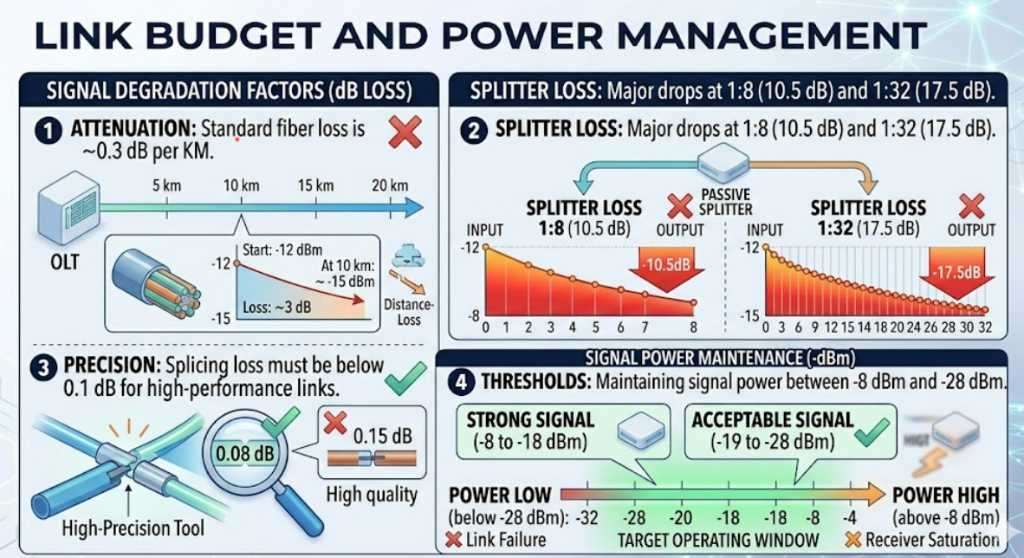 LINK BUDGET AND POWER MANAGEMENT
SIGNAL DEGRADATION FACTORS (dB LOSS)
1 ATTENUATION: Standard fiber loss is
~0.3 dB per KM.
5 km 10 km 15 km 20 km
OLT
Start: -12 dBm
-12
At 10 km:
~ -15 dBm
Loss: ~3 dB
-15
Distance-
Loss
SPLITTER LOSS: Major drops at 1:8 (10.5 dB) and 1:32 (17.5 dB).
2 SPLITTER LOSS: Major drops at 1:8 (10.5 dB) and 1:32 (17.5 dB).
PASSIVE
SPLITTER
SPLITTER LOSS
1:8 (10.5 dB)
INPUT
OUTPUT
-12
-10.5dB
-8
0 1 2 3 4 5 6 7 8
SPLITTER LOSS
1:32 (17.5 dB)
INPUT
OUTPUT
-12
-17.5dB
-15
0 3 6 9 12 15 14 18 20 24 26 28 30 32
3 PRECISION: Splicing loss must be below
0.1 dB for high-performance links.
0.08 dB
0.15 dB
High quality
High-Precision Tool
SIGNAL POWER MAINTENANCE (-dBm)
4 THRESHOLDS: Maintaining signal power between -8 dBm and -28 dBm.
STRONG SIGNAL
(-8 to -18 dBm)
ACCEPTABLE SIGNAL
(-19 to -28 dBm)
POWER LOW
(below -28 dBm):
Link Failure
-32 -28 -20 -18 -18 -8 -4
TARGET OPERATING WINDOW
POWER HIGH
(above -8 dBm)
Receiver Saturation